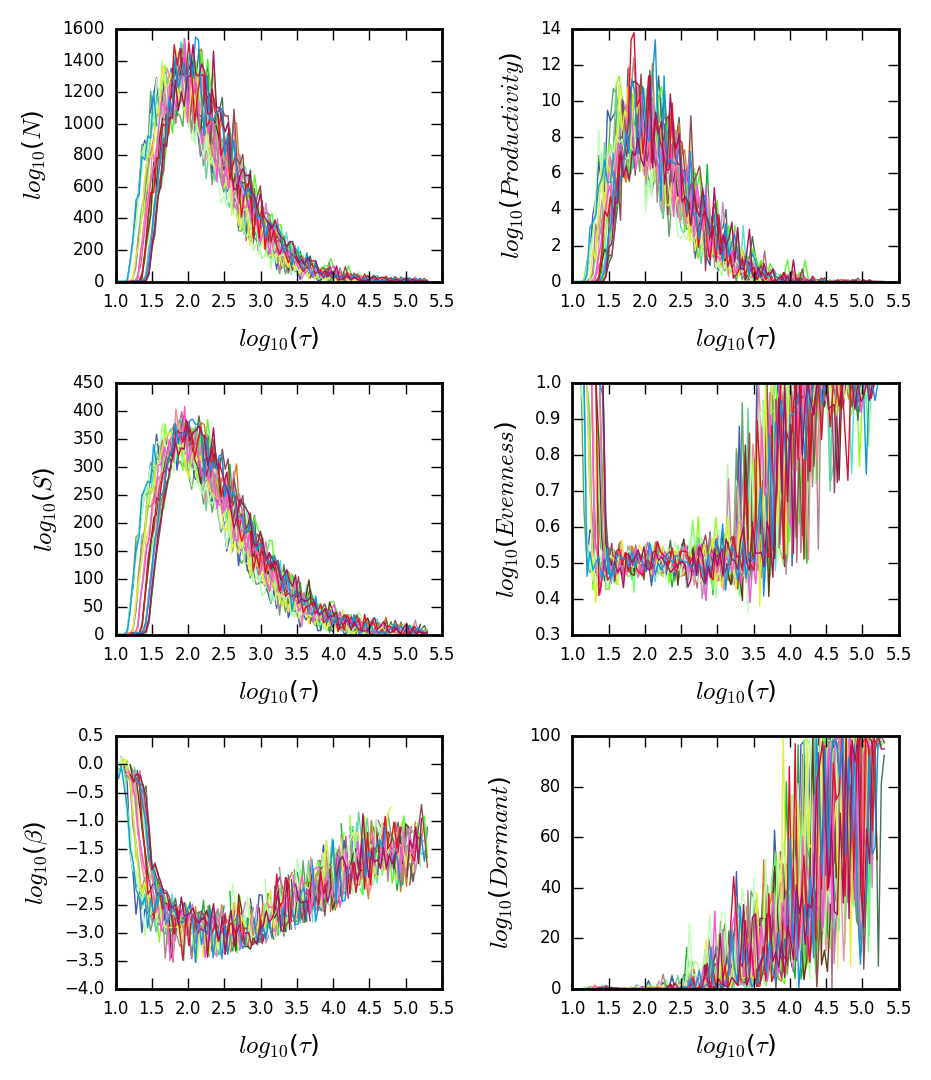 1600
1400
1200
1000
800
600
400
200
0
log10(N)
1.0 1.5 2.0 2.5 3.0 3.5 4.0 4.5 5.0 5.5
log10(τ)
14
12
10
8
6
4
2
0
log10(Productivity)
1.0 1.5 2.0 2.5 3.0 3.5 4.0 4.5 5.0 5.5
log10(τ)
450
400
350
300
250
200
150
100
50
0
log10(S)
1.0 1.5 2.0 2.5 3.0 3.5 4.0 4.5 5.0 5.5
log10(τ)
1.0
0.9
0.8
0.7
0.6
0.5
0.4
0.3
log10(Evenness)
1.0 1.5 2.0 2.5 3.0 3.5 4.0 4.5 5.0 5.5
log10(τ)
0.5
0.0
−0.5
−1.0
−1.5
−2.0
−2.5
−3.0
−3.5
−4.0
log10(β)
1.0 1.5 2.0 2.5 3.0 3.5 4.0 4.5 5.0 5.5
log10(τ)
100
80
60
40
20
0
log10(Dormant)
1.0 1.5 2.0 2.5 3.0 3.5 4.0 4.5 5.0 5.5
log10(τ)